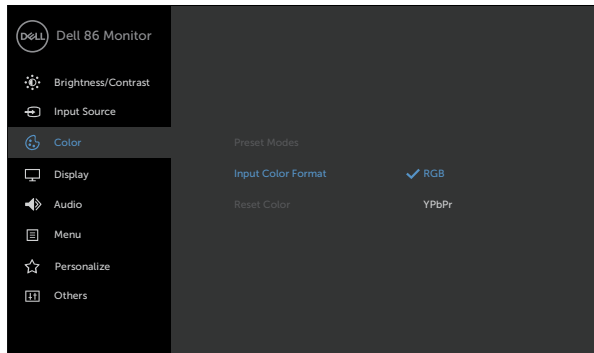 DELL Dell 86 Monitor
Brightness/Contrast
Input Source
Color
Preset Modes
Display
Input Color Format
RGB
Audio
Reset Color
YPbPr
Menu
Personalize
Others